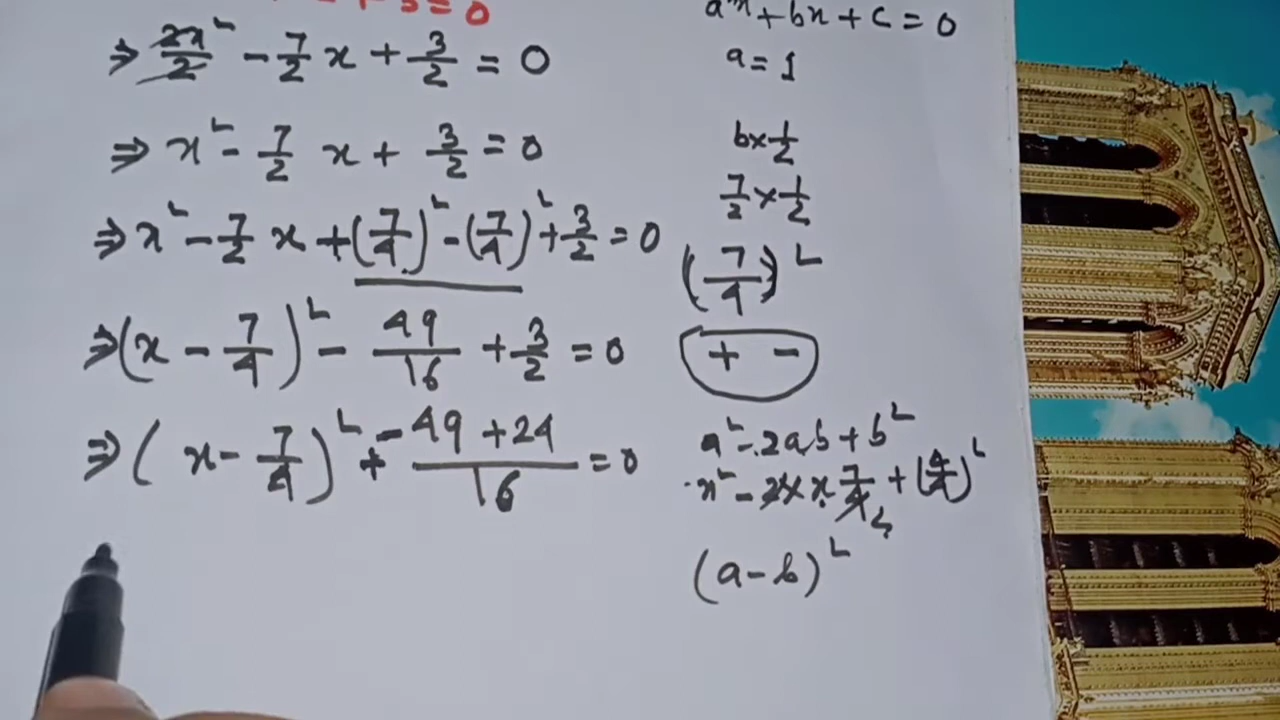 = 0
⇒ 2x²/2 - 7/2 x + 3/2 = 0
⇒ x² - 7/2 x + 3/2 = 0
⇒ x² - 7/2 x + (7/4)² - (7/4)² + 3/2 = 0
⇒ (x - 7/4)² - 49/16 + 3/2 = 0
⇒ (x - 7/4)² + (-49 + 24)/16 = 0
ax² + bx + c = 0
a = 1
b × 1/2
7/2 × 1/2
(7/4)²
+ -
a² - 2ab + b²
(a - b)²